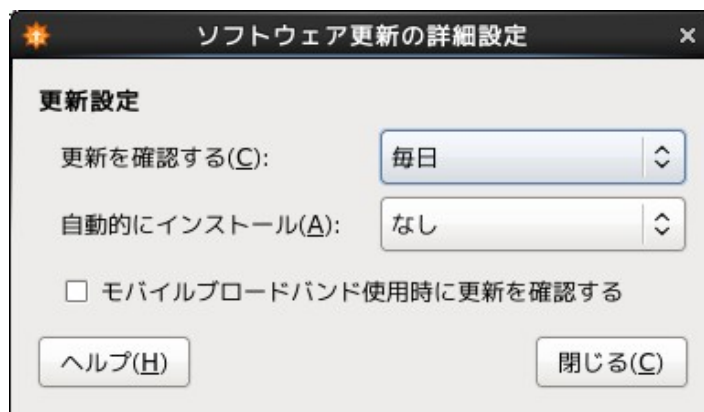 ソフトウェア更新の詳細設定
更新設定
更新を確認する(C): 毎日
自動的にインストール(A): なし
モバイルブロードバンド使用時に更新を確認する
ヘルプ(H) 閉じる(C)